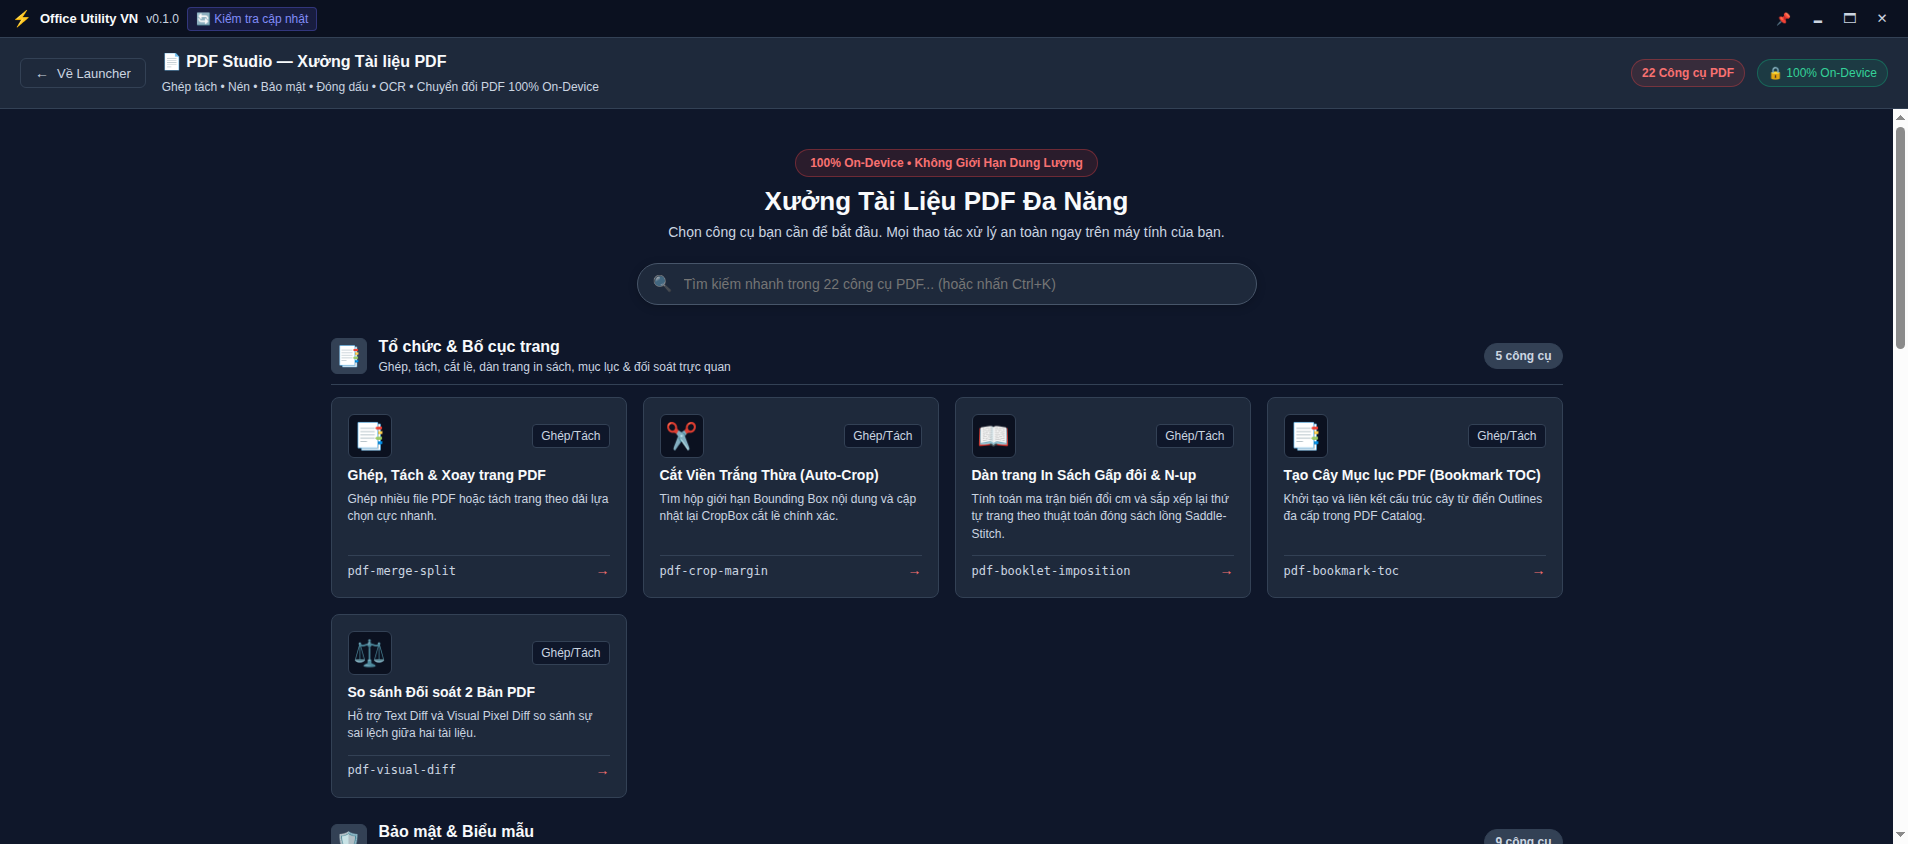 Office Utility VN v0.1.0 Kiểm tra cập nhật
← Về Launcher
PDF Studio — Xưởng Tài liệu PDF
Ghép tách • Nén • Bảo mật • Đóng dấu • OCR • Chuyển đổi PDF 100% On-Device
22 Công cụ PDF
100% On-Device
100% On-Device • Không Giới Hạn Dung Lượng
Xưởng Tài Liệu PDF Đa Năng
Chọn công cụ bạn cần để bắt đầu. Mọi thao tác xử lý an toàn ngay trên máy tính của bạn.
Tìm kiếm nhanh trong 22 công cụ PDF... (hoặc nhấn Ctrl+K)
Tổ chức & Bố cục trang
Ghép, tách, cắt lề, dàn trang in sách, mục lục & đối soát trực quan
5 công cụ
Ghép/Tách
Ghép, Tách & Xoay trang PDF
Ghép nhiều file PDF hoặc tách trang theo dải lựa
chọn cực nhanh.
pdf-merge-split →
Ghép/Tách
Cắt Viền Trắng Thừa (Auto-Crop)
Tìm hộp giới hạn Bounding Box nội dung và cập
nhật lại CropBox cắt lề chính xác.
pdf-crop-margin →
Ghép/Tách
Dàn trang In Sách Gấp đôi & N-up
Tính toán ma trận biến đổi cm và sắp xếp lại thứ
tự trang theo thuật toán đóng sách lồng Saddle-
Stitch.
pdf-booklet-imposition →
Ghép/Tách
Tạo Cây Mục lục PDF (Bookmark TOC)
Khởi tạo và liên kết cấu trúc cây từ điển Outlines
đa cấp trong PDF Catalog.
pdf-bookmark-toc →
Ghép/Tách
So sánh Đối soát 2 Bản PDF
Hỗ trợ Text Diff và Visual Pixel Diff so sánh sự
sai lệch giữa hai tài liệu.
pdf-visual-diff →
Bảo mật & Biểu mẫu
9 công cụ